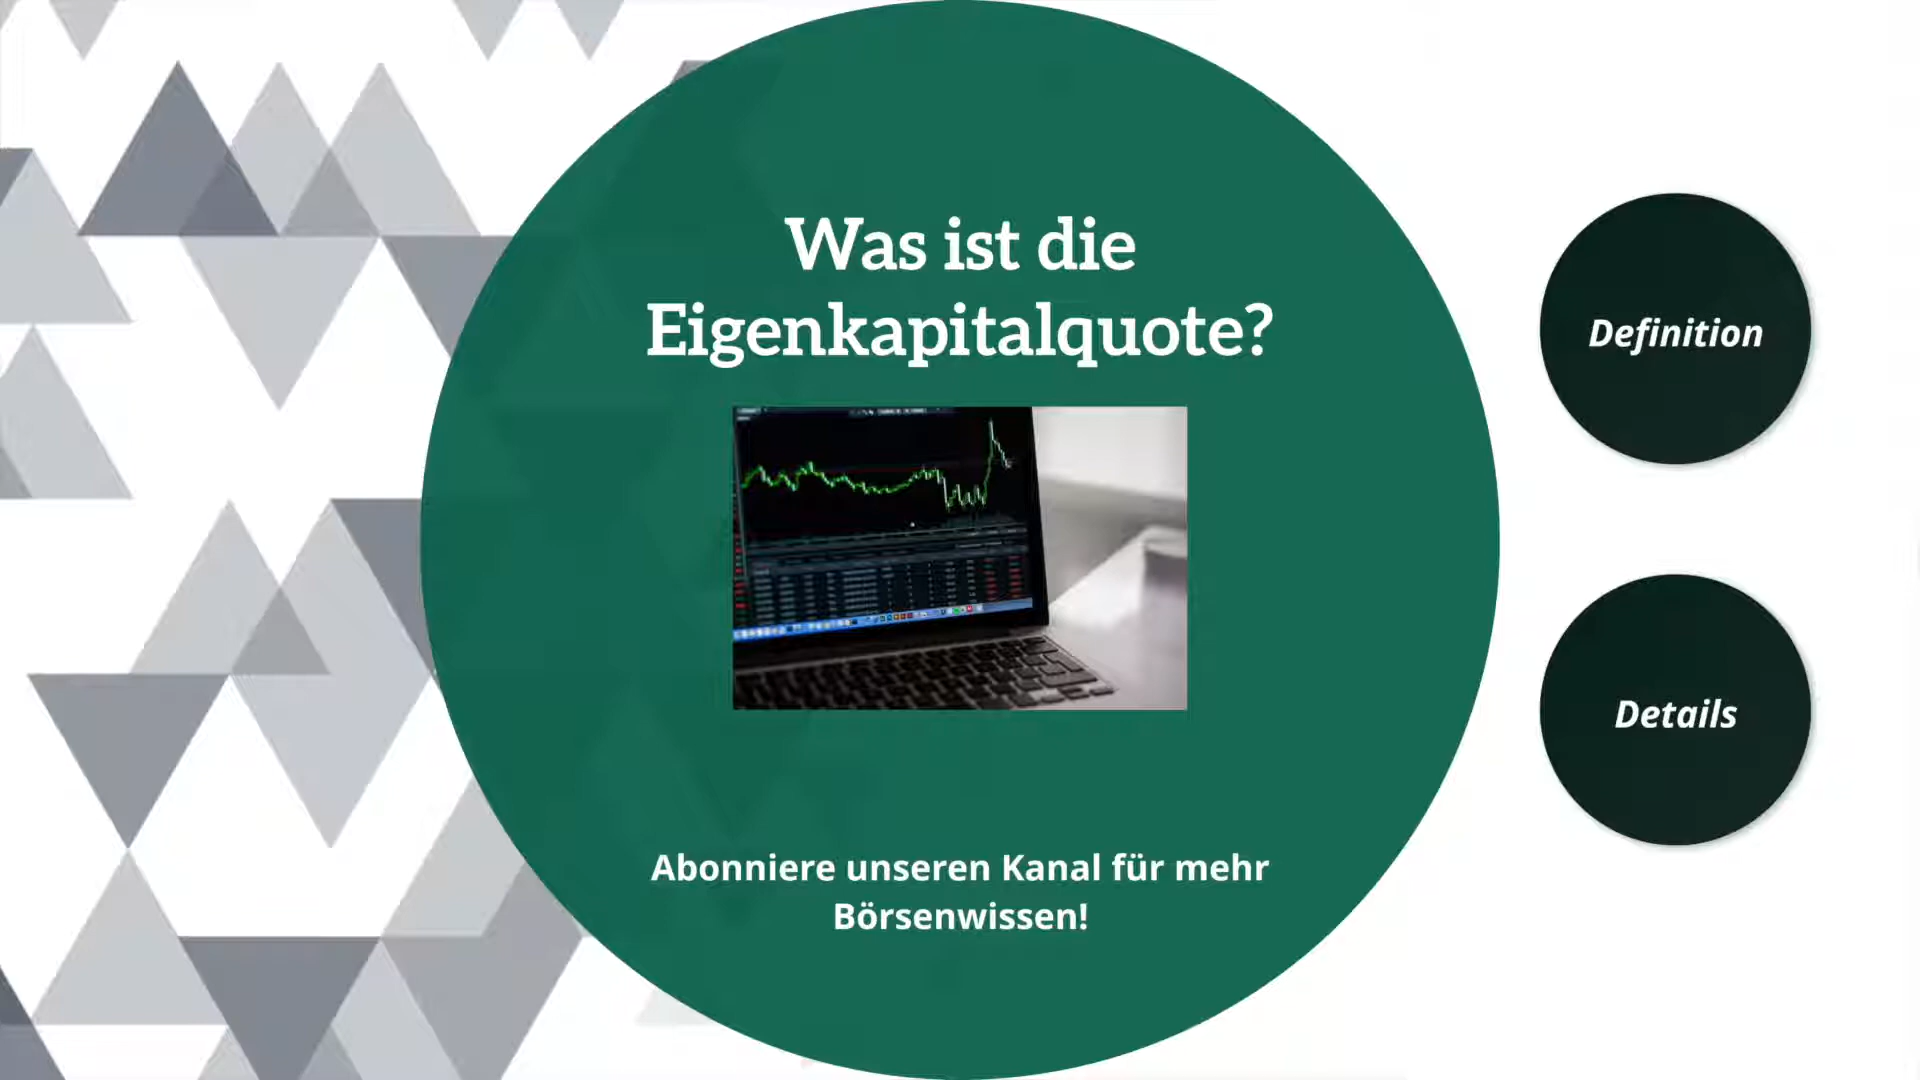 Was ist die
Eigenkapitalquote?
Abonniere unseren Kanal für mehr
Börsenwissen!
Definition
Details